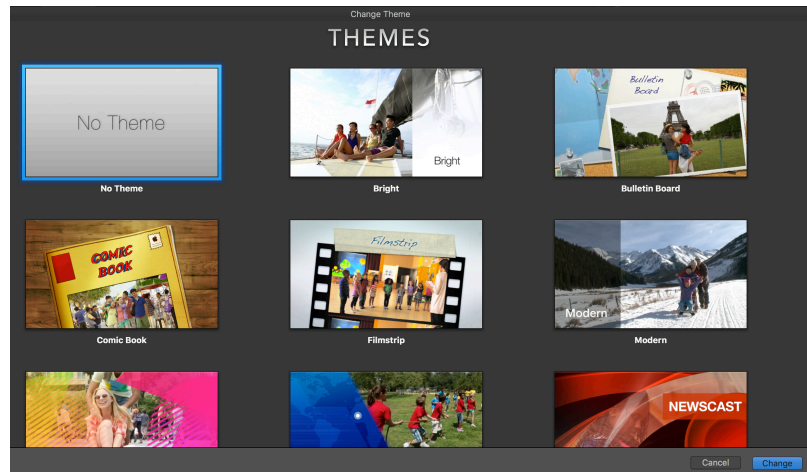 Change Theme
THEMES
No Theme
Bright
Bulletin
Board
No Theme
Bright
Bulletin Board
COMIC
BOOK
Filmstrip
Modern
Comic Book
Filmstrip
Modern
NEWSCAST
Cancel
Change